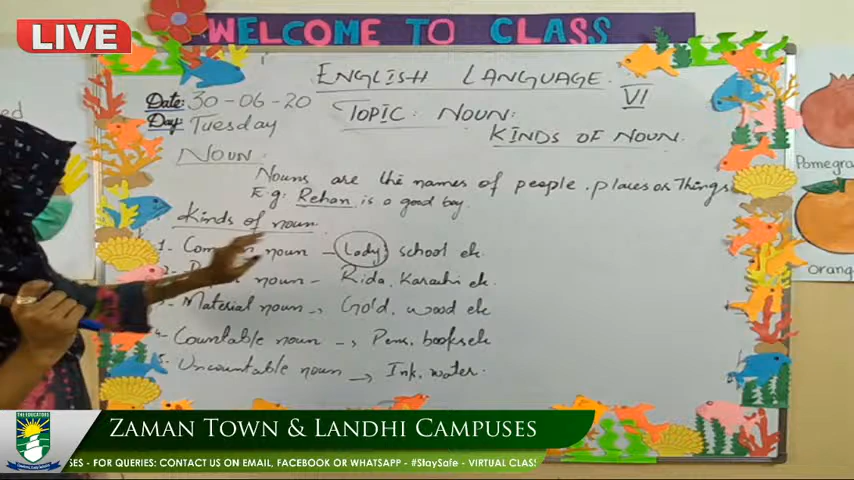 LIVE
WELCOME TO CLASS
ENGLISH LANGUAGE.
VI
Date: 30-06-20
Day: Tuesday
TOPIC: NOUN:
KINDS OF NOUN.
NOUN:
Nouns are the names of people, places or Things
E.g: Rehan is a good boy.
Kinds of noun
1- Common noun - Lady, school etc.
2- noun - Rida, Karachi etc.
3- Material noun -> Gold, wood etc
4- Countable noun -> Pens, books etc
5- Uncountable noun -> Ink, water.
Pomegra
Orang
THE EDUCATORS
ZAMAN TOWN & LANDHI CAMPUSES
SES - FOR QUERIES: CONTACT US ON EMAIL, FACEBOOK OR WHATSAPP - #StaySafe - VIRTUAL CLAS